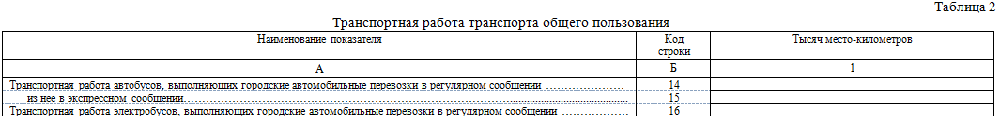 Таблица 2
Транспортная работа транспорта общего пользования
Наименование показателя Код строки Тысяч место-километров
А Б 1
Транспортная работа автобусов, выполняющих городские автомобильные перевозки в регулярном сообщении ………………… 14
из нее в экспрессном сообщении…………………………………………………………………………………… 15
Транспортная работа электробусов, выполняющих городские автомобильные перевозки в регулярном сообщении ……………… 16